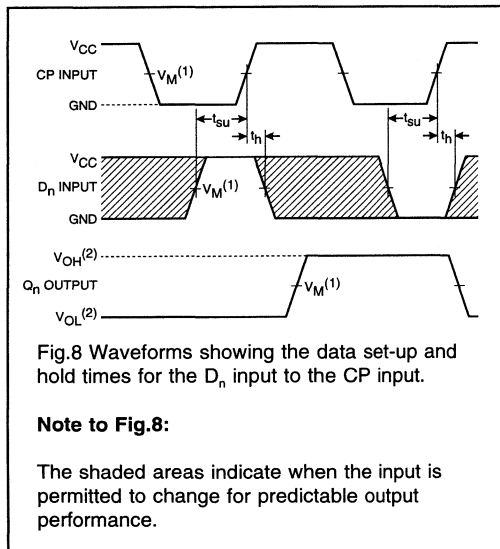 VCC
CP INPUT
VM(1)
GND
tsu
th
tsu
th
VCC
Dn INPUT
VM(1)
GND
VOH(2)
Qn OUTPUT
VM(1)
VOL(2)
Fig.8 Waveforms showing the data set-up and
hold times for the Dn input to the CP input.
Note to Fig.8:
The shaded areas indicate when the input is
permitted to change for predictable output
performance.